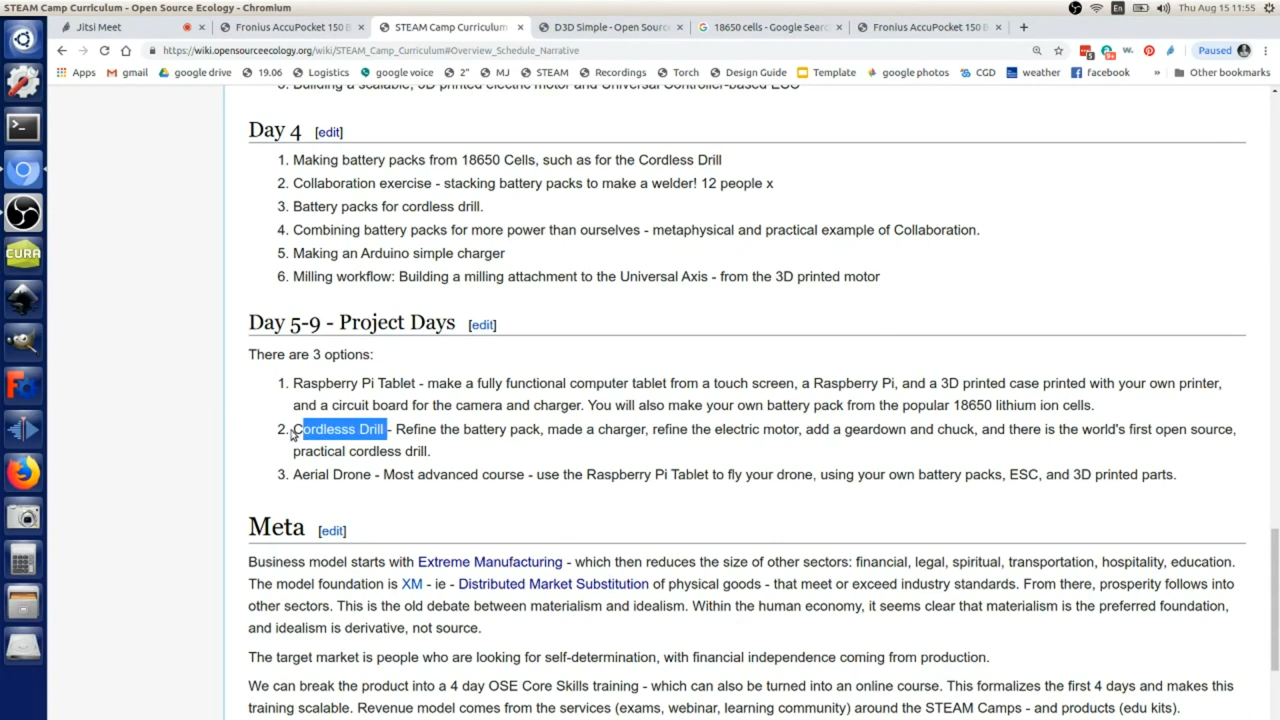 STEAM Camp Curriculum - Open Source Ecology - Chromium
En
Thu Aug 15 11:55
Jitsi Meet
Fronius AccuPocket 150 B
STEAM Camp Curriculum
D3D Simple - Open Sourc
18650 cells - Google Sear
Fronius AccuPocket 150 B
https://wiki.opensourceecology.org/wiki/STEAM_Camp_Curriculum#Overview_Schedule_Narrative
Paused
Apps
gmail
google drive
19.06
Logistics
google voice
2"
MJ
STEAM
Recordings
Torch
Design Guide
Template
google photos
CGD
weather
facebook
»
Other bookmarks
Building a scalable, 3D printed electric motor and Universal Controller-based ESC
Day 4 [edit]
1. Making battery packs from 18650 Cells, such as for the Cordless Drill
2. Collaboration exercise - stacking battery packs to make a welder! 12 people x
3. Battery packs for cordless drill.
4. Combining battery packs for more power than ourselves - metaphysical and practical example of Collaboration.
5. Making an Arduino simple charger
6. Milling workflow: Building a milling attachment to the Universal Axis - from the 3D printed motor
Day 5-9 - Project Days [edit]
There are 3 options:
1. Raspberry Pi Tablet - make a fully functional computer tablet from a touch screen, a Raspberry Pi, and a 3D printed case printed with your own printer,
and a circuit board for the camera and charger. You will also make your own battery pack from the popular 18650 lithium ion cells.
2. Cordlesss Drill - Refine the battery pack, made a charger, refine the electric motor, add a geardown and chuck, and there is the world's first open source,
practical cordless drill.
3. Aerial Drone - Most advanced course - use the Raspberry Pi Tablet to fly your drone, using your own battery packs, ESC, and 3D printed parts.
Meta [edit]
Business model starts with Extreme Manufacturing - which then reduces the size of other sectors: financial, legal, spiritual, transportation, hospitality, education.
The model foundation is XM - ie - Distributed Market Substitution of physical goods - that meet or exceed industry standards. From there, prosperity follows into
other sectors. This is the old debate between materialism and idealism. Within the human economy, it seems clear that materialism is the preferred foundation,
and idealism is derivative, not source.
The target market is people who are looking for self-determination, with financial independence coming from production.
We can break the product into a 4 day OSE Core Skills training - which can also be turned into an online course. This formalizes the first 4 days and makes this
training scalable. Revenue model comes from the services (exams, webinar, learning community) around the STEAM Camps - and products (edu kits).
CURA